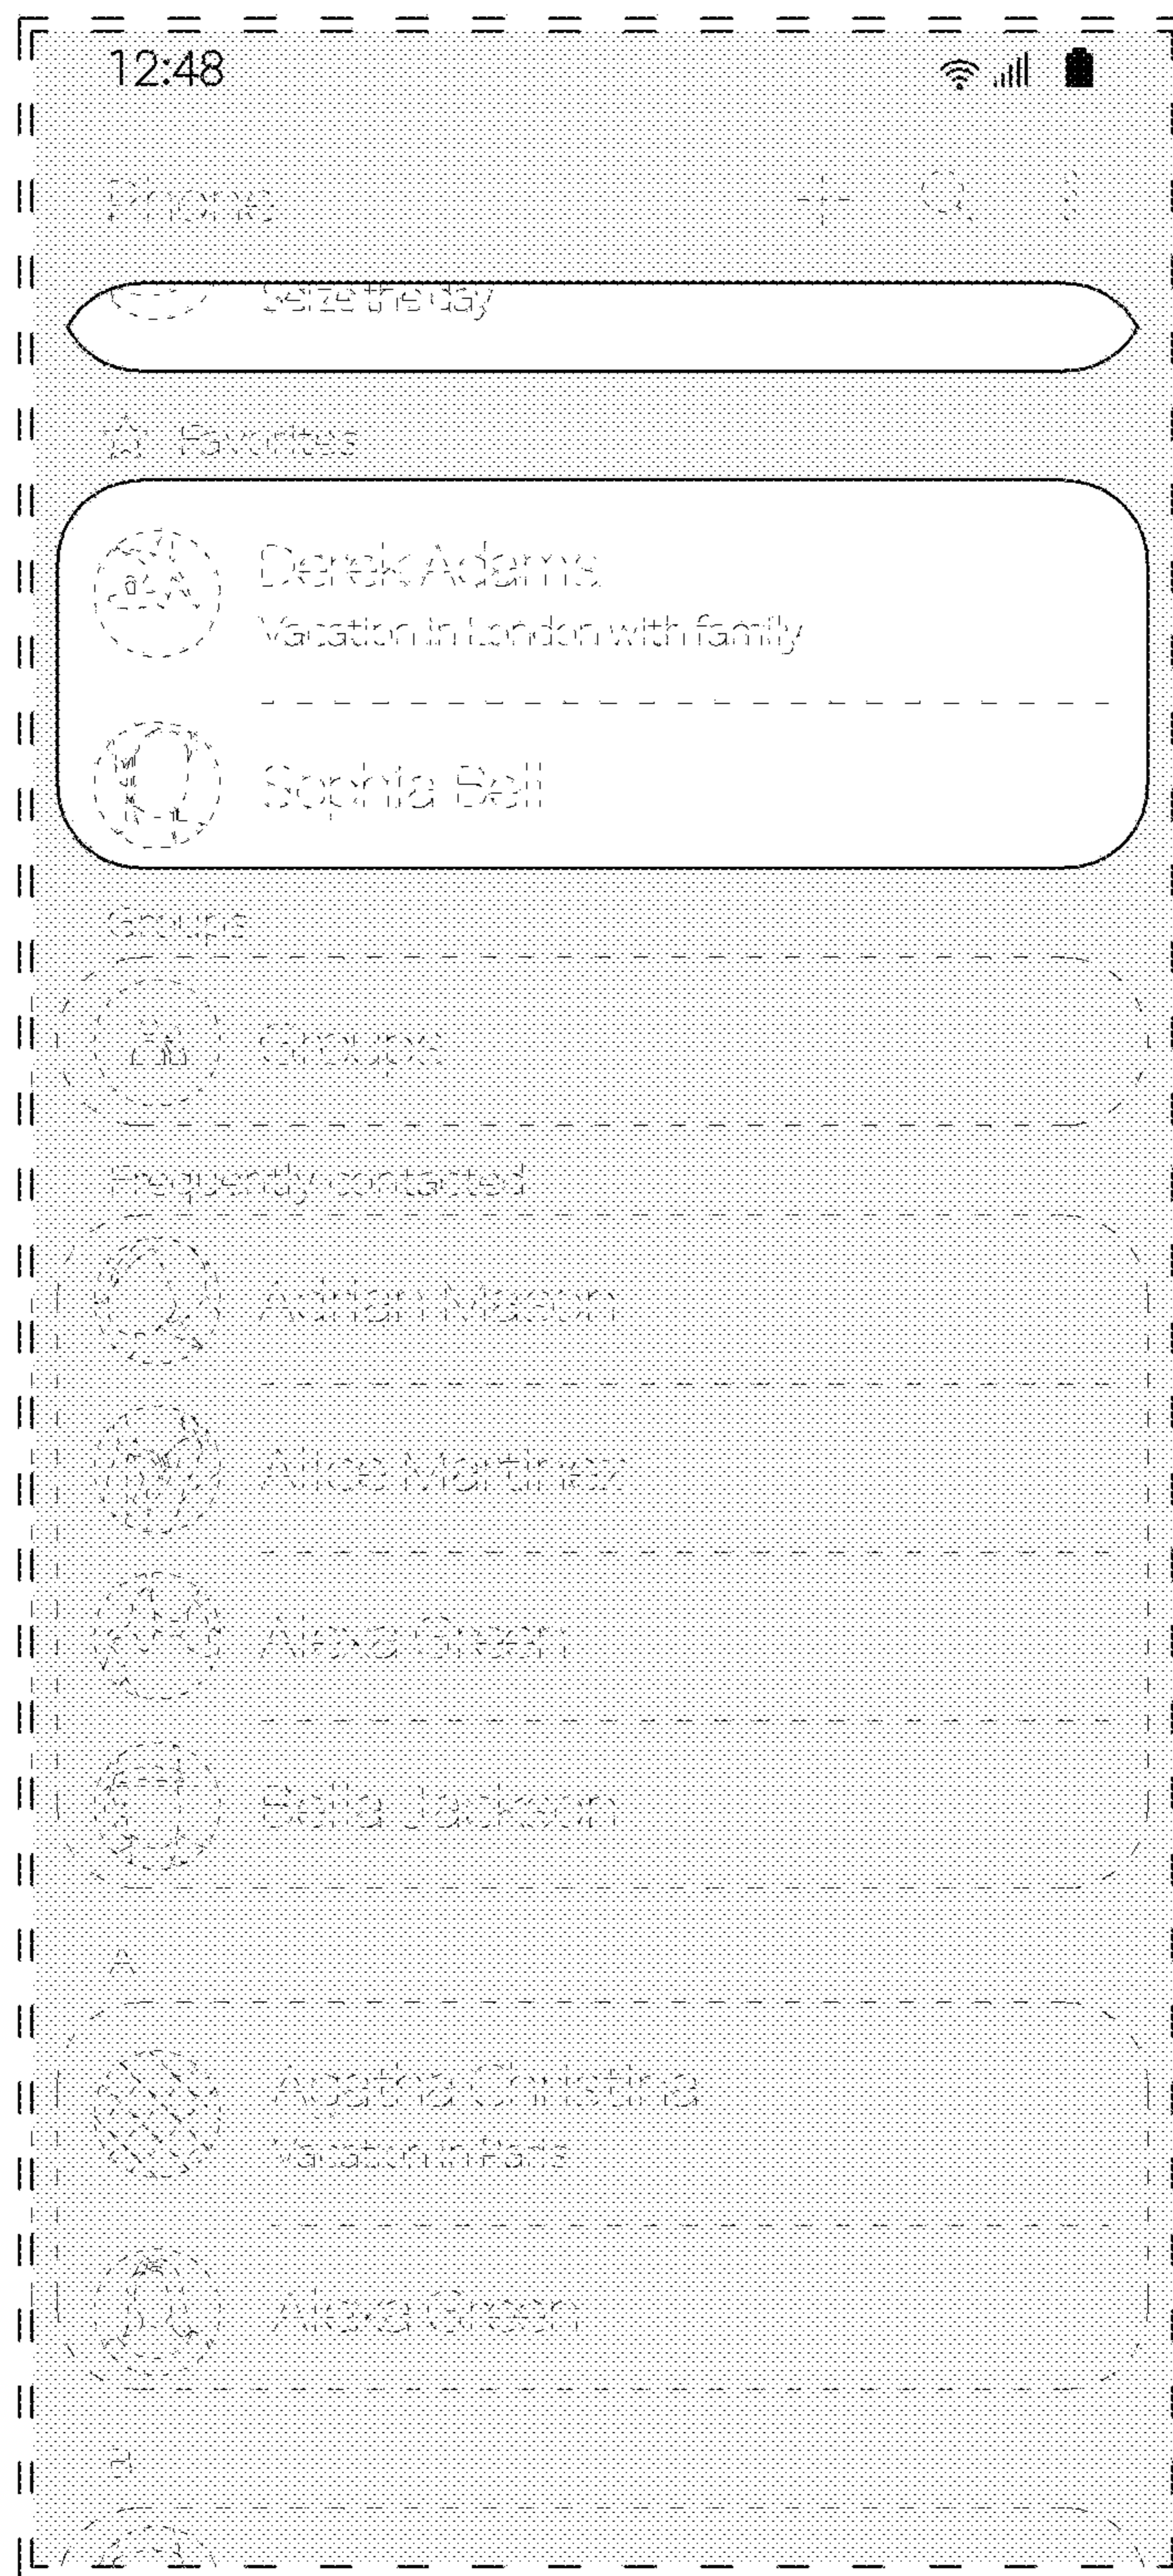 12:48
Phone
Seize the day
Favorites
Derek Adams
Vacation in London with family
Sophia Bell
Groups
Groups
Frequently contacted
Adrian Mason
Alice Martinez
Alexa Green
Bella Jackson
A
Agatha Christina
Vacation in Paris
Alexa Green